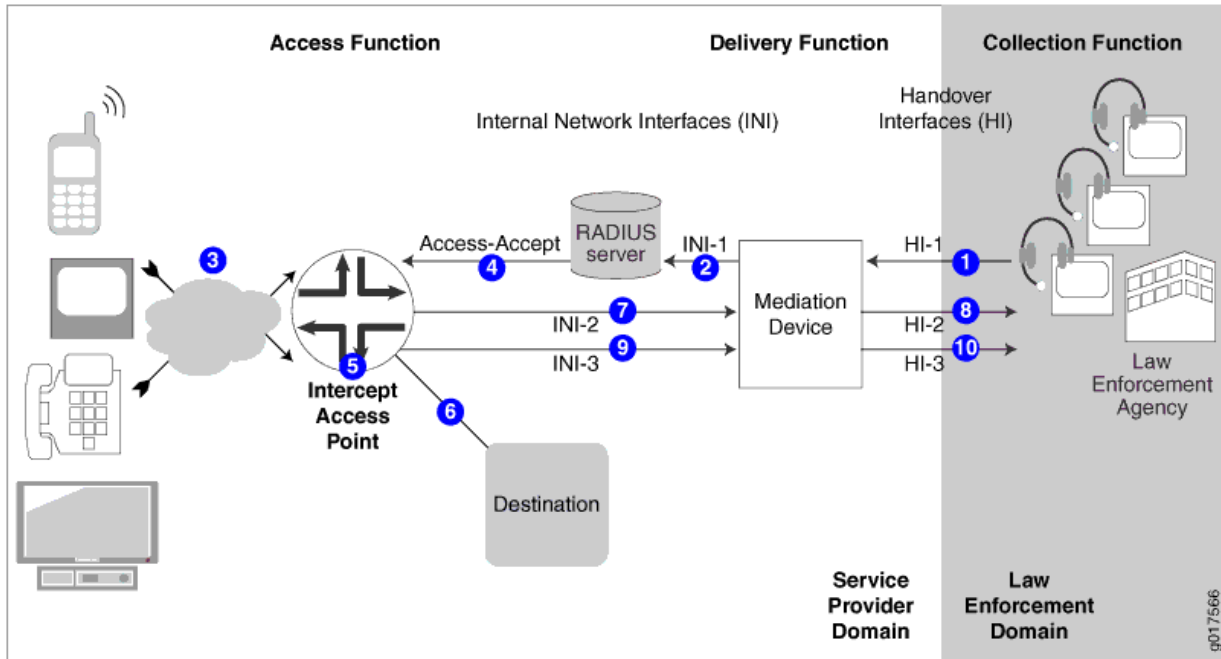 Access Function
Delivery Function
Collection Function
Internal Network Interfaces (INI)
Handover
Interfaces (HI)
RADIUS
server
Access-Accept
INI-1
HI-1
3
4
2
1
Mediation
Device
7
8
INI-2
HI-2
9
10
INI-3
HI-3
5
Intercept
Access
Point
6
Law
Enforcement
Agency
Destination
Service
Provider
Domain
Law
Enforcement
Domain
g017566